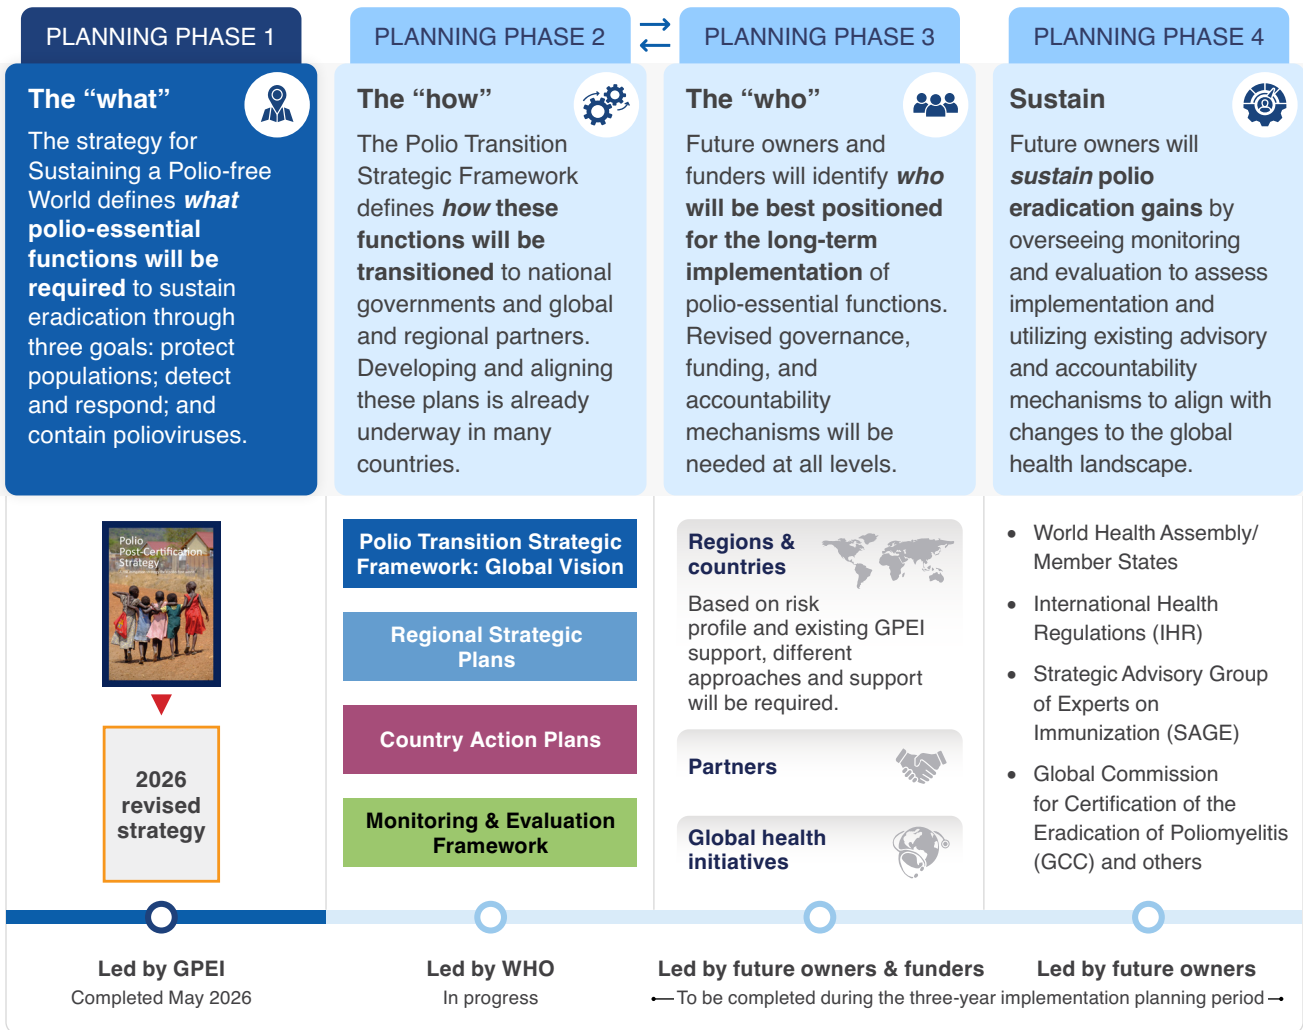 PLANNING PHASE 1
The “what”
The strategy for
Sustaining a Polio-free
World defines what
polio-essential
functions will be
required to sustain
eradication through
three goals: protect
populations; detect
and respond; and
contain polioviruses.
Polio
Post-Certification
Strategy
2026
revised
strategy
Led by GPEI
Completed May 2026
PLANNING PHASE 2
The “how”
The Polio Transition
Strategic Framework
defines how these
functions will be
transitioned to national
governments and global
and regional partners.
Developing and aligning
these plans is already
underway in many
countries.
Polio Transition Strategic
Framework: Global Vision
Regional Strategic
Plans
Country Action Plans
Monitoring & Evaluation
Framework
Led by WHO
In progress
PLANNING PHASE 3
The “who”
Future owners and
funders will identify who
will be best positioned
for the long-term
implementation of
polio-essential functions.
Revised governance,
funding, and
accountability
mechanisms will be
needed at all levels.
Regions &
countries
Based on risk
profile and existing GPEI
support, different
approaches and support
will be required.
Partners
Global health
initiatives
Led by future owners & funders
PLANNING PHASE 4
Sustain
Future owners will
sustain polio
eradication gains by
overseeing monitoring
and evaluation to assess
implementation and
utilizing existing advisory
and accountability
mechanisms to align with
changes to the global
health landscape.
• World Health Assembly/
Member States
• International Health
Regulations (IHR)
• Strategic Advisory Group
of Experts on
Immunization (SAGE)
• Global Commission
for Certification of the
Eradication of Poliomyelitis
(GCC) and others
Led by future owners
To be completed during the three-year implementation planning period